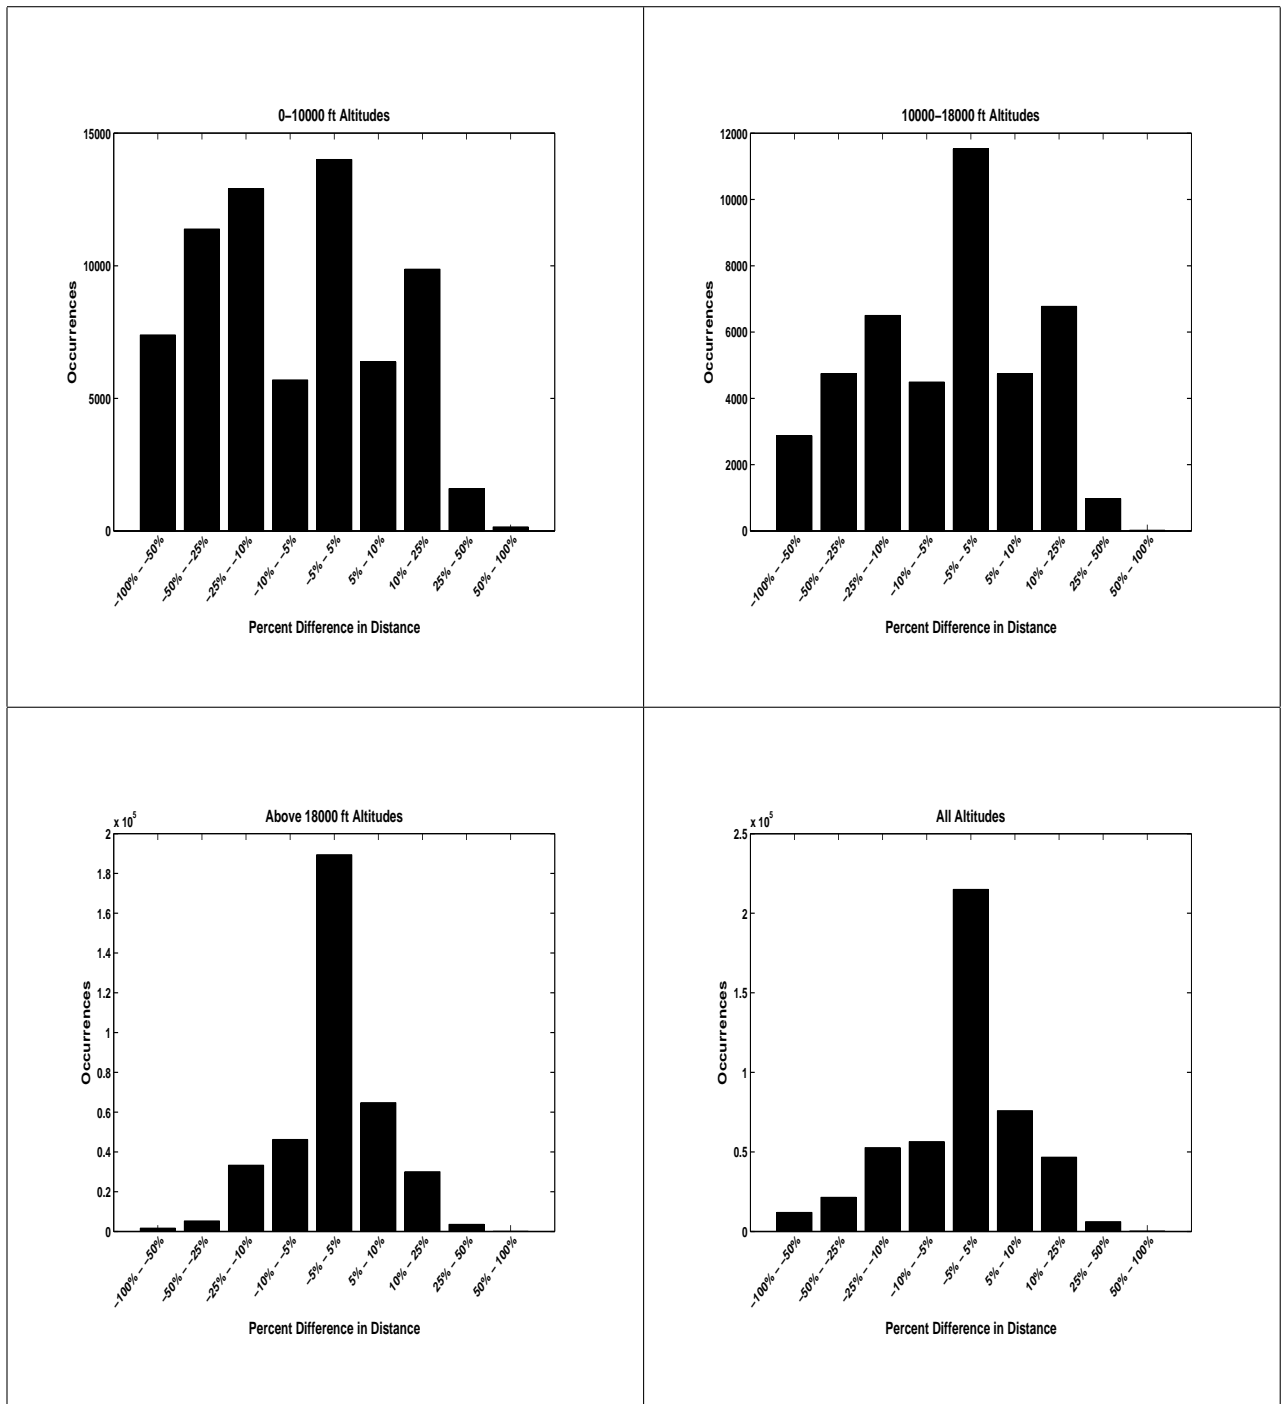 0–10000 ft Altitudes
15000
10000
5000
0
Occurrences
–100% – –50%
–50% – –25%
–25% – –10%
–10% – –5%
–5% – 5%
5% – 10%
10% – 25%
25% – 50%
50% – 100%
Percent Difference in Distance
10000–18000 ft Altitudes
12000
10000
8000
6000
4000
2000
0
Occurrences
–100% – –50%
–50% – –25%
–25% – –10%
–10% – –5%
–5% – 5%
5% – 10%
10% – 25%
25% – 50%
50% – 100%
Percent Difference in Distance
Above 18000 ft Altitudes
x 10⁵
2
1.8
1.6
1.4
1.2
1
0.8
0.6
0.4
0.2
0
Occurrences
–100% – –50%
–50% – –25%
–25% – –10%
–10% – –5%
–5% – 5%
5% – 10%
10% – 25%
25% – 50%
50% – 100%
Percent Difference in Distance
All Altitudes
x 10⁵
2.5
2
1.5
1
0.5
0
Occurrences
–100% – –50%
–50% – –25%
–25% – –10%
–10% – –5%
–5% – 5%
5% – 10%
10% – 25%
25% – 50%
50% – 100%
Percent Difference in Distance